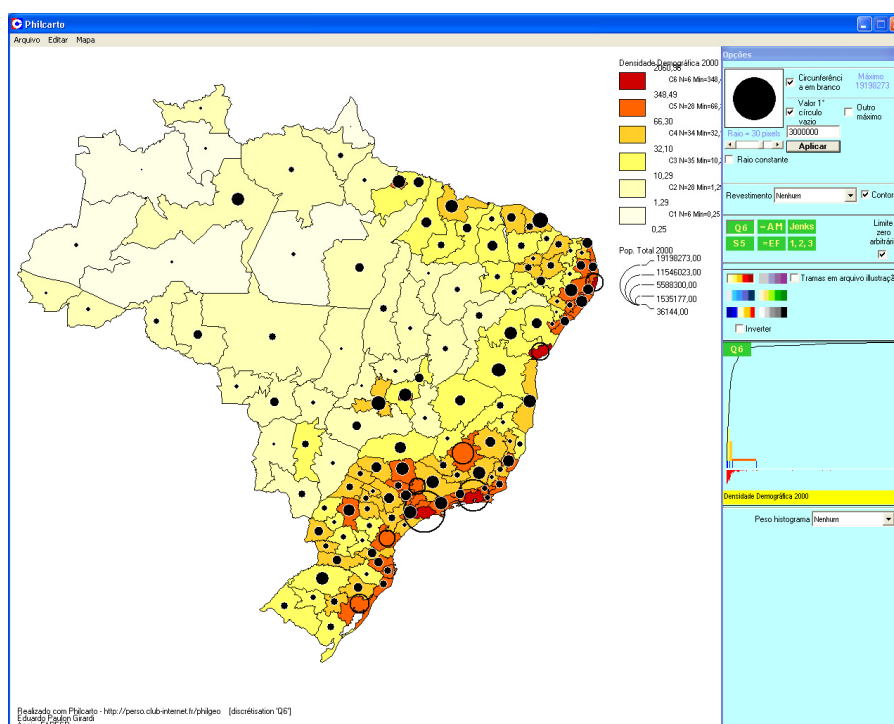 Philcarto
Arquivo Editar Mapa
Densidade Demográfica 2000
2060,96
C6 N=6 Min=348,
348,49
C5 N=28 Min=66,
66,30
C4 N=34 Min=32,
32,10
C3 N=35 Min=10,
10,29
C2 N=28 Min=1,2
1,29
C1 N=6 Min=0,25
0,25
Pop. Total 2000
19198273,00
11546023,00
5588300,00
1535177,00
36144,00
Realizado com Philcarto - http://perso.club-internet.fr/philgeo [discrétisation 'Q6']
Eduardo Paulon Girardi
Opções
Circunferênci
a em branco
Máximo
19198273
Valor 1°
círculo
vazio
Outro
máximo
Raio = 30 pixels
3000000
Aplicar
Raio constante
Revestimento Nenhum
Contor
Q6 =AM Jenks
S5 =EF 1,2,3
Limite
zero
arbitrári
Tramas em arquivo illustraçã
Inverter
Q6
Densidade Demográfica 2000
Peso histograma Nenhum